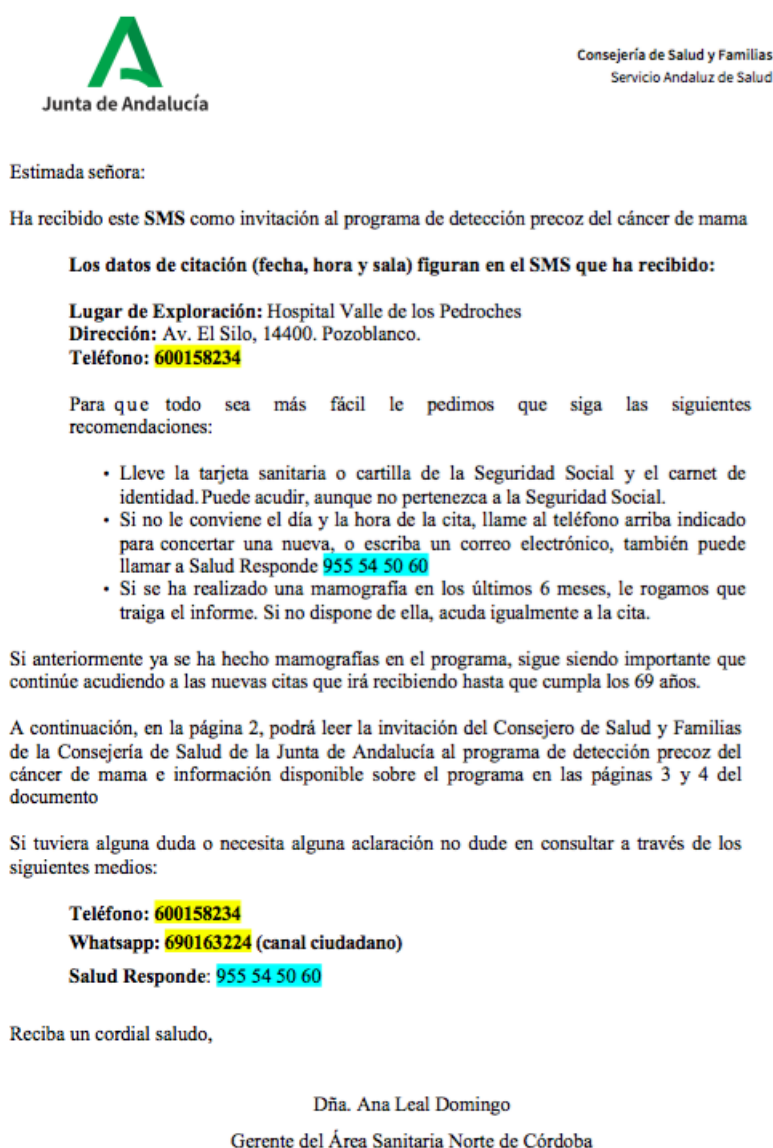 Junta de Andalucía
Consejería de Salud y Familias
Servicio Andaluz de Salud
Estimada señora:
Ha recibido este SMS como invitación al programa de detección precoz del cáncer de mama
Los datos de citación (fecha, hora y sala) figuran en el SMS que ha recibido:
Lugar de Exploración: Hospital Valle de los Pedroches
Dirección: Av. El Silo, 14400. Pozoblanco.
Teléfono: 600158234
Para que todo sea más fácil le pedimos que siga las siguientes
recomendaciones:
• Lleve la tarjeta sanitaria o cartilla de la Seguridad Social y el carnet de
identidad. Puede acudir, aunque no pertenezca a la Seguridad Social.
• Si no le conviene el día y la hora de la cita, llame al teléfono arriba indicado
para concertar una nueva, o escriba un correo electrónico, también puede
llamar a Salud Responde 955 54 50 60
• Si se ha realizado una mamografía en los últimos 6 meses, le rogamos que
traiga el informe. Si no dispone de ella, acuda igualmente a la cita.
Si anteriormente ya se ha hecho mamografías en el programa, sigue siendo importante que
continúe acudiendo a las nuevas citas que irá recibiendo hasta que cumpla los 69 años.
A continuación, en la página 2, podrá leer la invitación del Consejero de Salud y Familias
de la Consejería de Salud de la Junta de Andalucía al programa de detección precoz del
cáncer de mama e información disponible sobre el programa en las páginas 3 y 4 del
documento
Si tuviera alguna duda o necesita alguna aclaración no dude en consultar a través de los
siguientes medios:
Teléfono: 600158234
Whatsapp: 690163224 (canal ciudadano)
Salud Responde: 955 54 50 60
Reciba un cordial saludo,
Dña. Ana Leal Domingo
Gerente del Área Sanitaria Norte de Córdoba